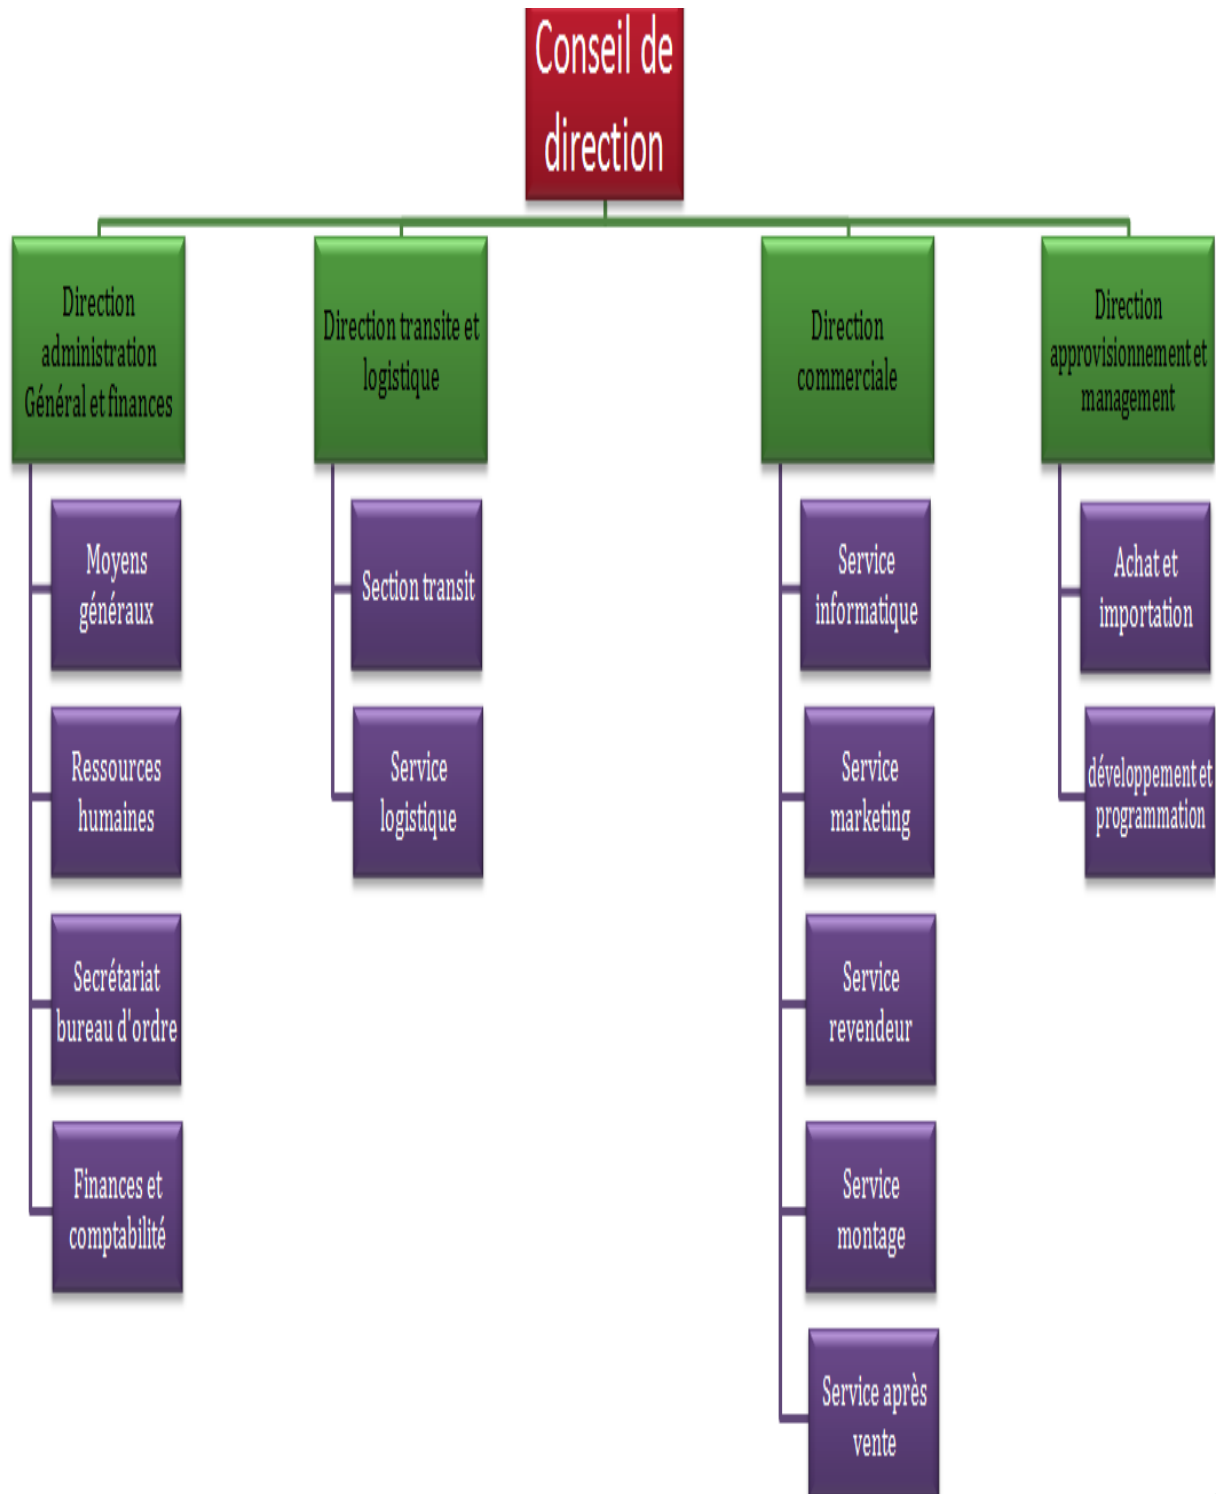 Conseil de
direction
Direction
administration
Général et finances
Direction transite et
logistique
Direction
commerciale
Direction
approvisionnement et
management
Moyens
généraux
Ressources
humaines
Secrétariat
bureau d'ordre
Finances et
comptabilité
Section transit
Service
logistique
Service
informatique
Service
marketing
Service
revendeur
Service
montage
Service après
vente
Achat et
importation
développement et
programmation